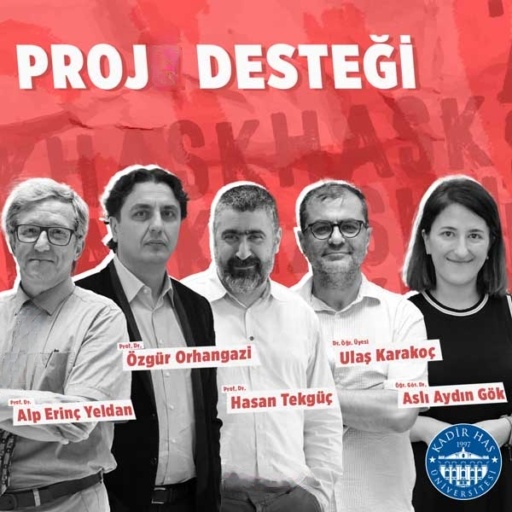 DESTEĞİ
Prof. Dr.
Alp Erinç Yeldan
Prof. Dr.
Özgür Orhangazi
Prof. Dr.
Hasan Tekgüç
Dr. Öğr. Üyesi
Ulaş Karakoç
Öğr. Gör. Dr.
Aslı Aydın Gök
KADİR HAS
1997
ÜNİVERSİTESİ